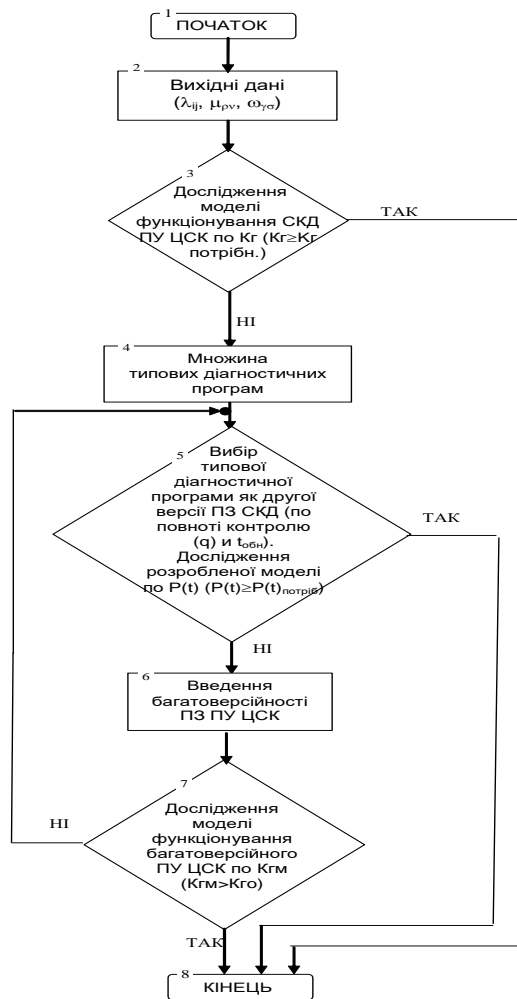 1
ПОЧАТОК
2
Вихідні дані
(λij, μρν, ωγσ)
3
Дослідження
моделі
функціонування СКД
ПУ ЦСК по Кг (Кг≥Кг
потрібн.)
ТАК
НІ
4
Множина
типових діагностичних
програм
5
Вибір
типової
діагностичної
програми як другої
версії ПЗ СКД (по
повноті контролю
(q) и tобн).
Дослідження
розробленої моделі
по P(t) (P(t)≥P(t)потріб)
ТАК
НІ
6
Введення
багатоверсійності
ПЗ ПУ ЦСК
7
Дослідження
моделі
функціонування
багатоверсійного
ПУ ЦСК по Кгм
(Кгм>Кго)
НІ
ТАК
8
КІНЕЦЬ